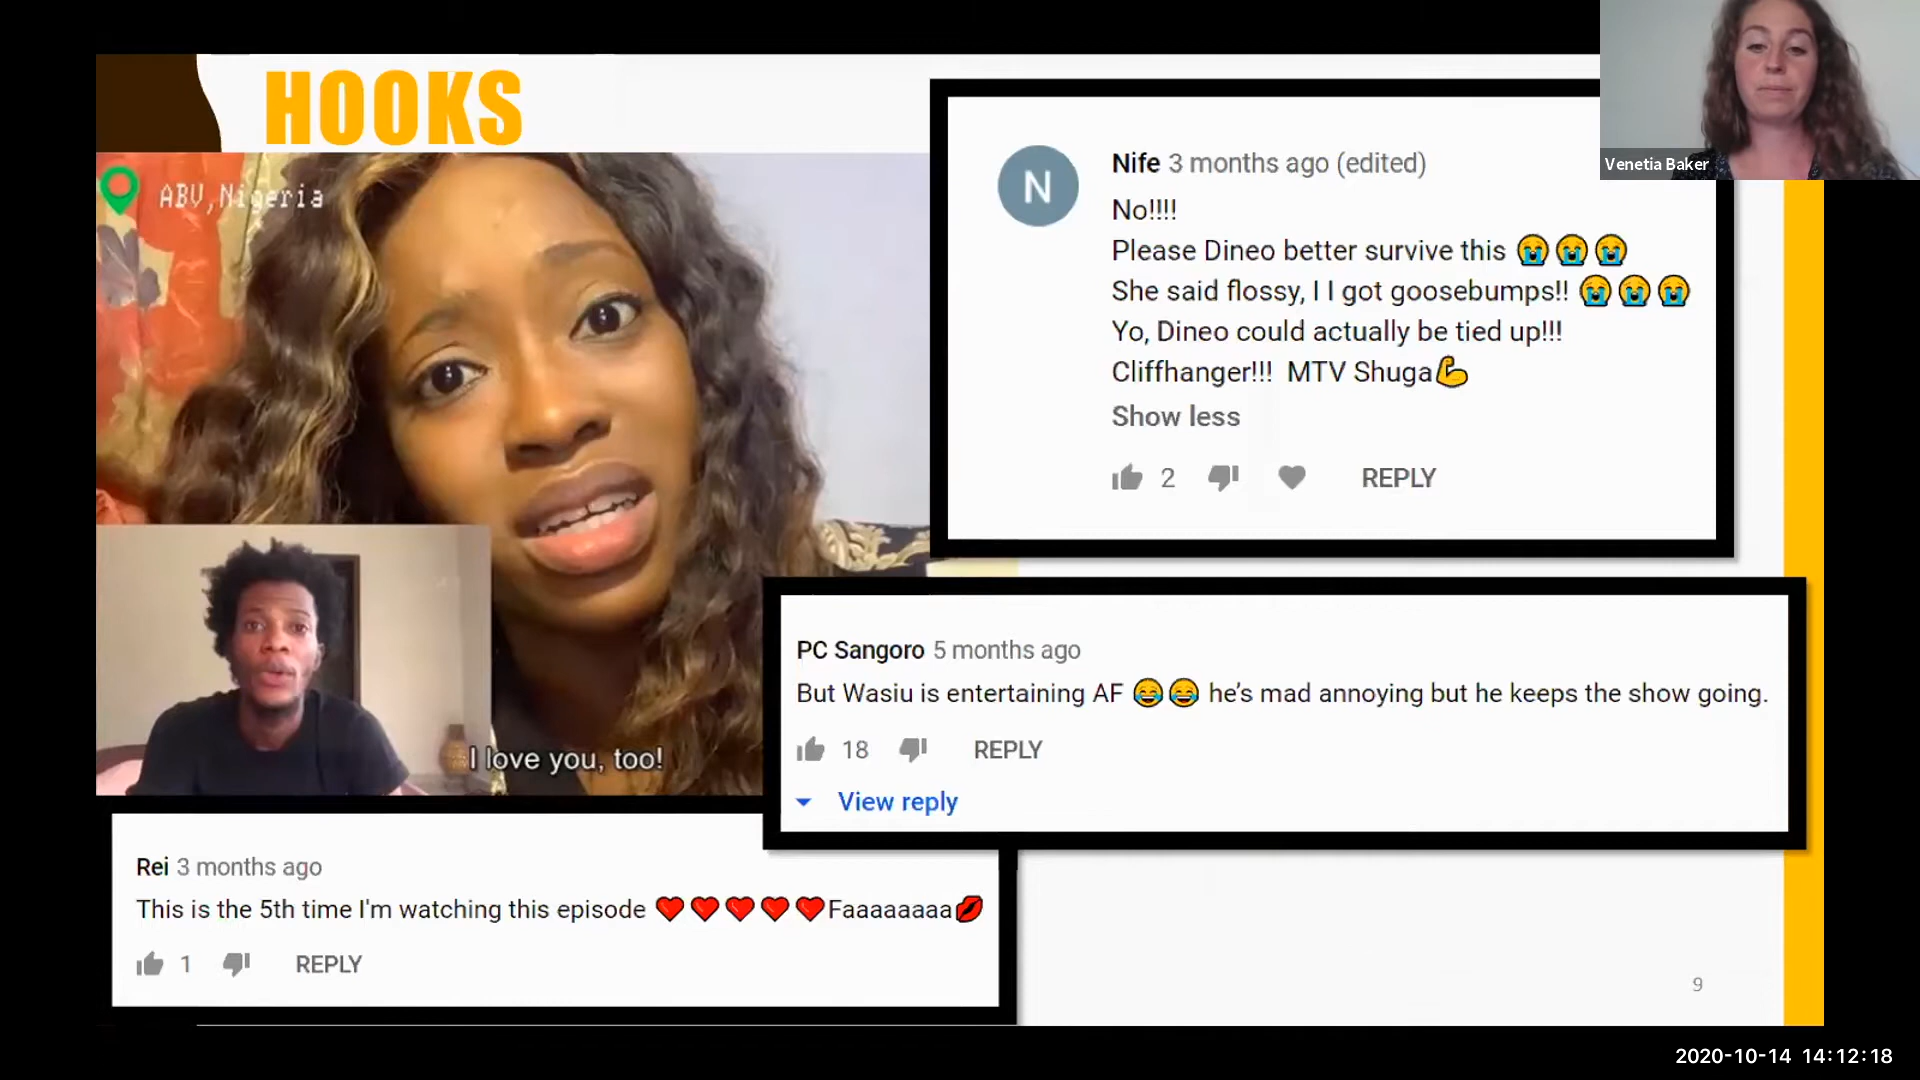 HOOKS
ABV,Nigeria
I love you, too!
Nife 3 months ago (edited)
No!!!!
Please Dineo better survive this 😭😭😭
She said flossy, I I got goosebumps!! 😭😭😭
Yo, Dineo could actually be tied up!!!
Cliffhanger!!! MTV Shuga💪
Show less
2 REPLY
N
Venetia Baker
PC Sangoro 5 months ago
But Wasiu is entertaining AF 😂😂 he’s mad annoying but he keeps the show going.
18 REPLY
View reply
Rei 3 months ago
This is the 5th time I'm watching this episode ❤❤❤❤❤Faaaaaaaa💋
1 REPLY
9
2020-10-14 14:12:18